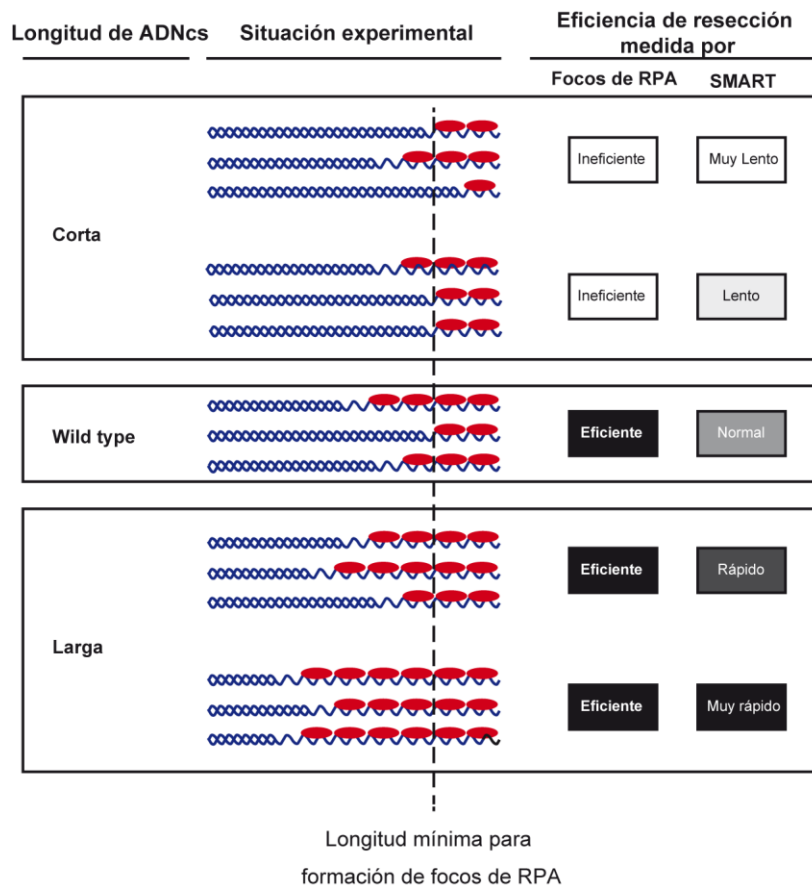 Longitud de ADNcs
Situación experimental
Eficiencia de resección
medida por
Focos de RPA
SMART
Corta
Ineficiente
Muy Lento
Ineficiente
Lento
Wild type
Eficiente
Normal
Larga
Eficiente
Rápido
Eficiente
Muy rápido
Longitud mínima para
formación de focos de RPA